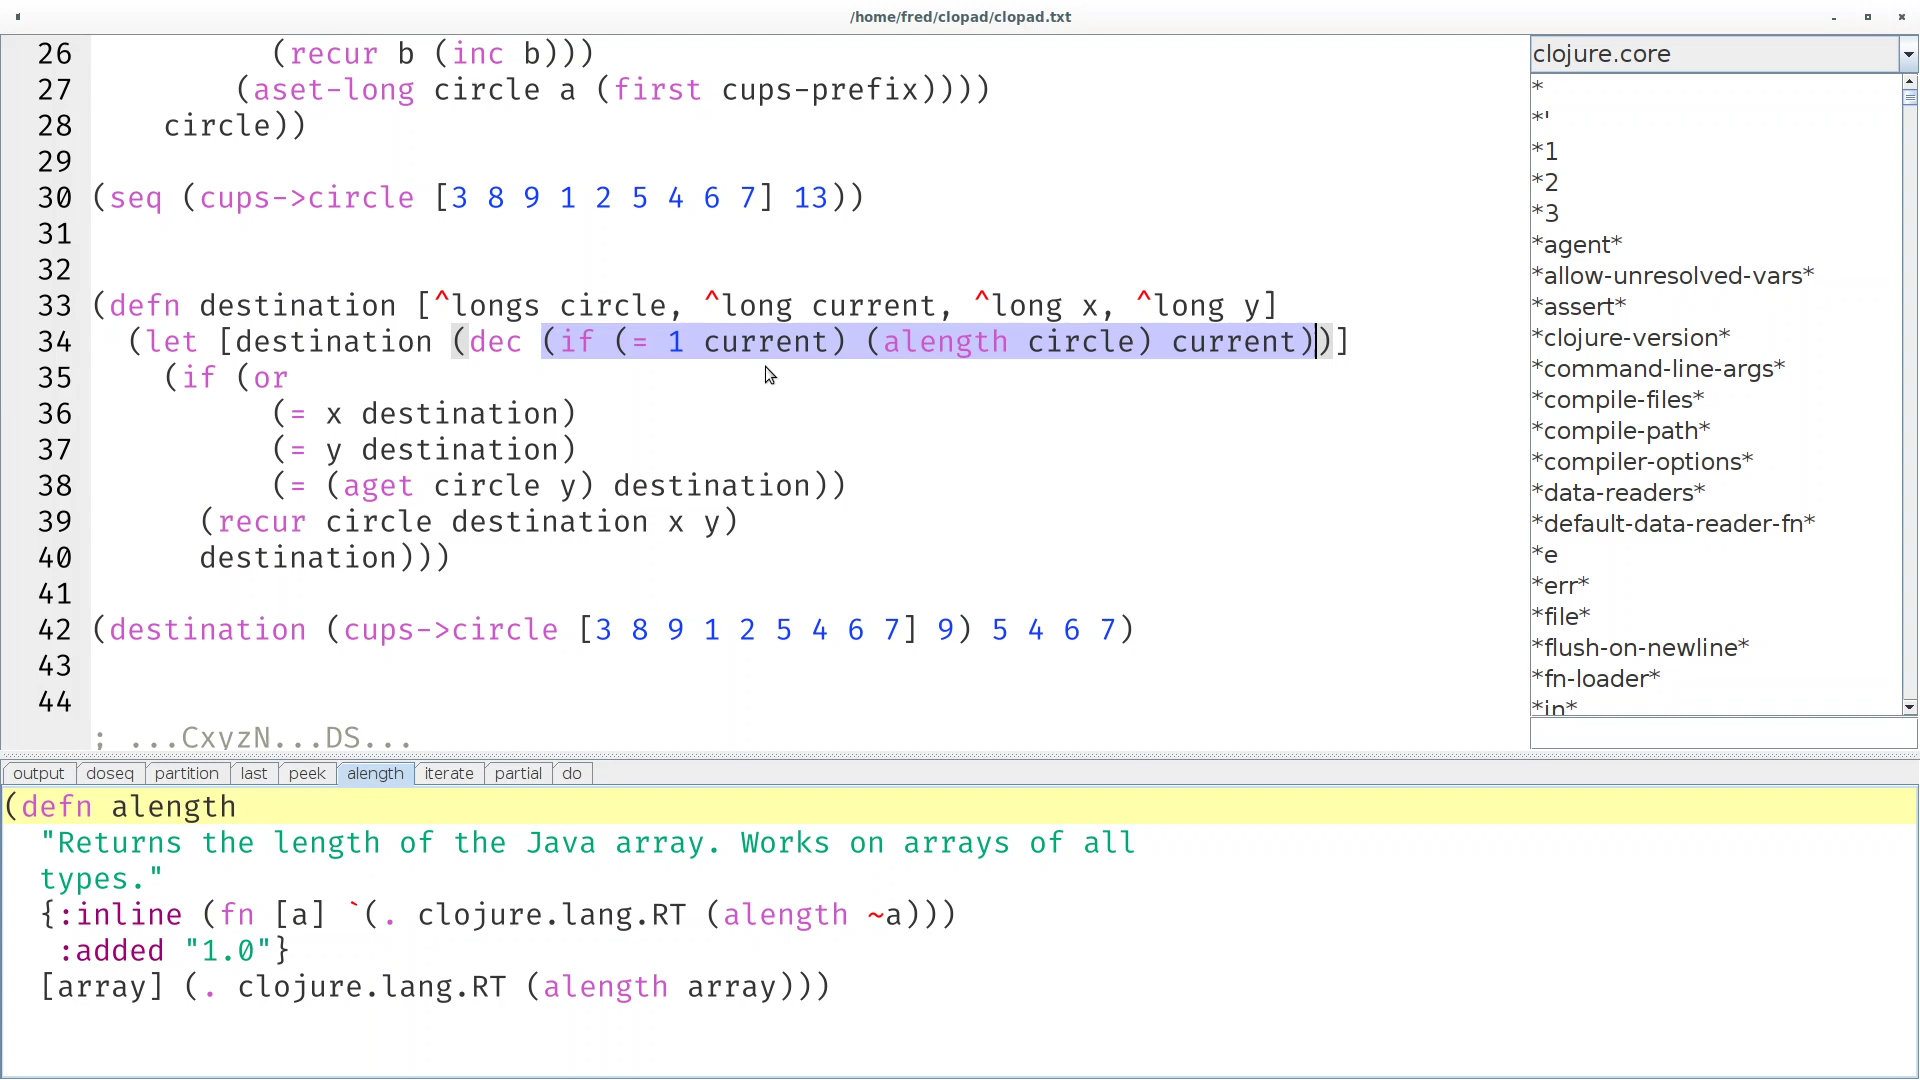 /home/fred/clopad/clopad.txt
26 (recur b (inc b)))
27 (aset-long circle a (first cups-prefix))))
28 circle))
29
30 (seq (cups->circle [3 8 9 1 2 5 4 6 7] 13))
31
32
33 (defn destination [^longs circle, ^long current, ^long x, ^long y]
34 (let [destination (dec (if (= 1 current) (alength circle) current))]
35 (if (or
36 (= x destination)
37 (= y destination)
38 (= (aget circle y) destination))
39 (recur circle destination x y)
40 destination)))
41
42 (destination (cups->circle [3 8 9 1 2 5 4 6 7] 9) 5 4 6 7)
43
44
; ...CxyzN...DS...
clojure.core
*
*'
*1
*2
*3
*agent*
*allow-unresolved-vars*
*assert*
*clojure-version*
*command-line-args*
*compile-files*
*compile-path*
*compiler-options*
*data-readers*
*default-data-reader-fn*
*e
*err*
*file*
*flush-on-newline*
*fn-loader*
*in*
output doseq partition last peek alength iterate partial do
(defn alength
"Returns the length of the Java array. Works on arrays of all
types."
{:inline (fn [a] `(. clojure.lang.RT (alength ~a)))
:added "1.0"}
[array] (. clojure.lang.RT (alength array)))